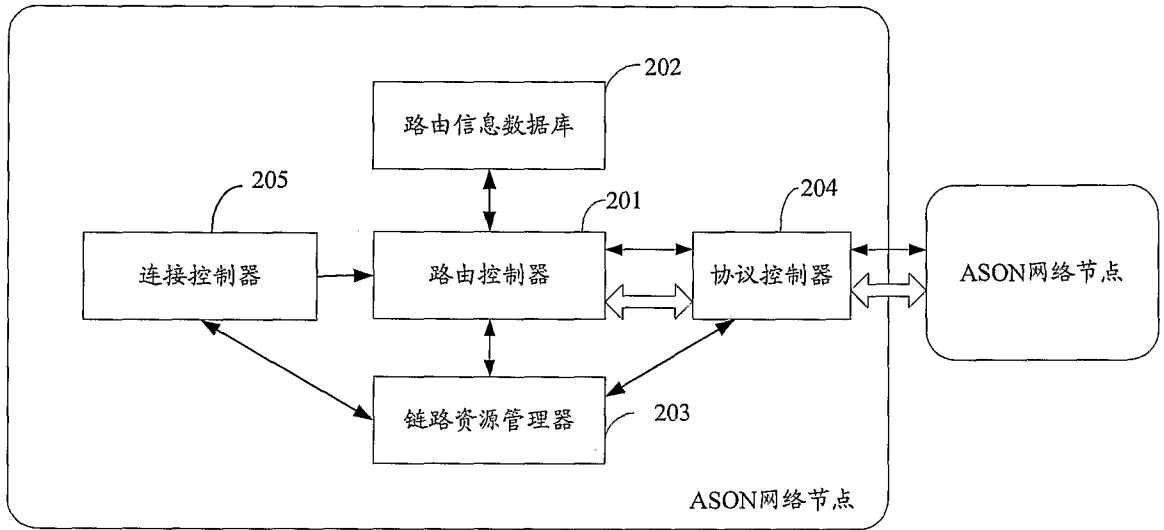 202
路由信息数据库
205
201
204
连接控制器
路由控制器
协议控制器
ASON网络节点
链路资源管理器
203
ASON网络节点